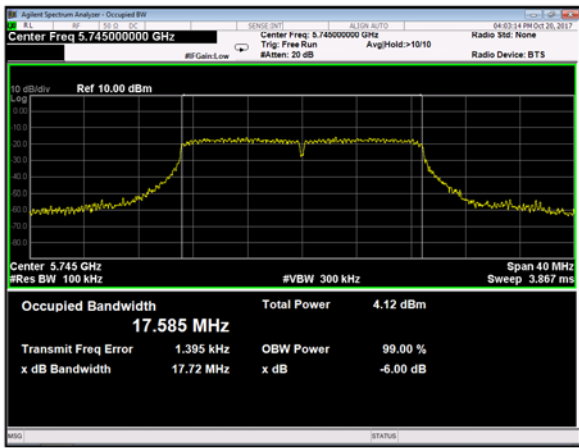 Agilent Spectrum Analyzer - Occupied BW
RL RF 50 Ω DC SENSE:INT ALIGN AUTO 04:03:14 PM Oct 20, 2017
Center Freq 5.745000000 GHz Center Freq: 5.745000000 GHz Radio Std: None
Trig: Free Run Avg|Hold:>10/10
#IFGain:Low #Atten: 20 dB Radio Device: BTS
10 dB/div Ref 10.00 dBm
Log
0.00
10.0
20.0
30.0
40.0
50.0
60.0
70.0
80.0
Center 5.745 GHz Span 40 MHz
#Res BW 100 kHz #VBW 300 kHz Sweep 3.867 ms
Occupied Bandwidth Total Power 4.12 dBm
17.585 MHz
Transmit Freq Error 1.395 kHz OBW Power 99.00 %
x dB Bandwidth 17.72 MHz x dB -6.00 dB
MSG STATUS